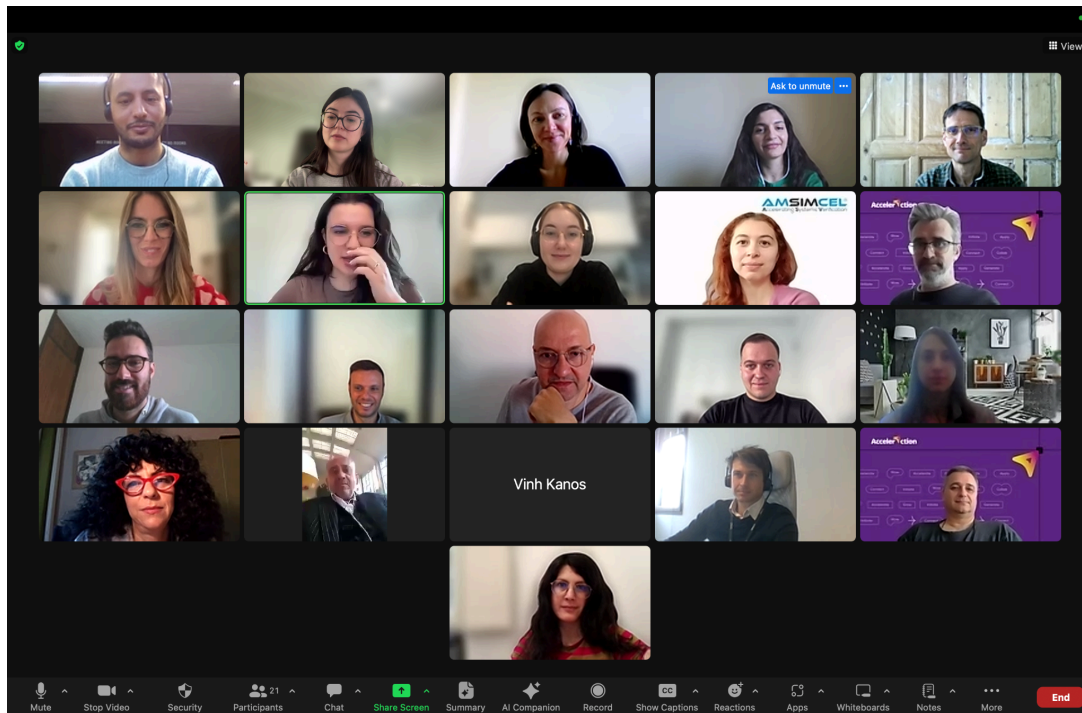 View
Ask to unmute
AMSIMCEL
Accelerating Systems Verification
Acceler ction
Vinh Kanos
Acceler ction
Mute
Stop Video
Security
Participants
21
Chat
Share Screen
Summary
AI Companion
Record
CC
Show Captions
Reactions
Apps
Whiteboards
Notes
More
End